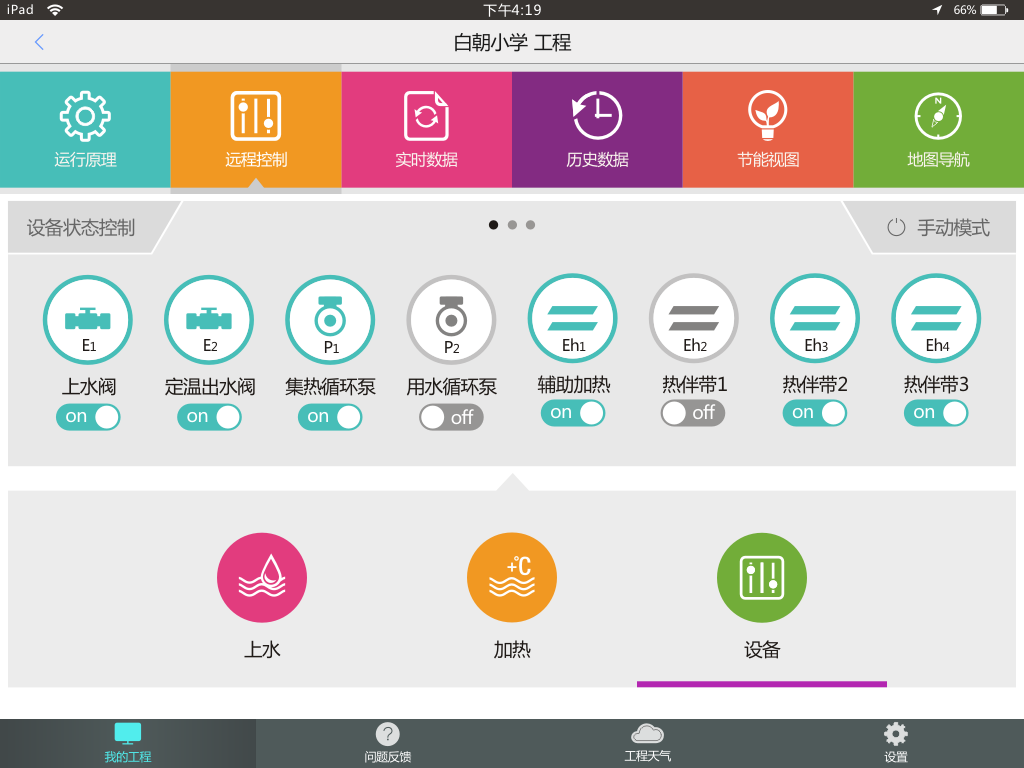 iPad 下午4:19 66%
白朝小学 工程
运行原理 远程控制 实时数据 历史数据 节能视图 N 地图导航
设备状态控制 手动模式
E1 E2 P1 P2 Eh1 Eh2 Eh3 Eh4
上水阀 定温出水阀 集热循环泵 用水循环泵 辅助加热 热伴带1 热伴带2 热伴带3
on on on off on off on on
+°C
上水 加热 设备
?
我的工程 问题反馈 工程天气 设置